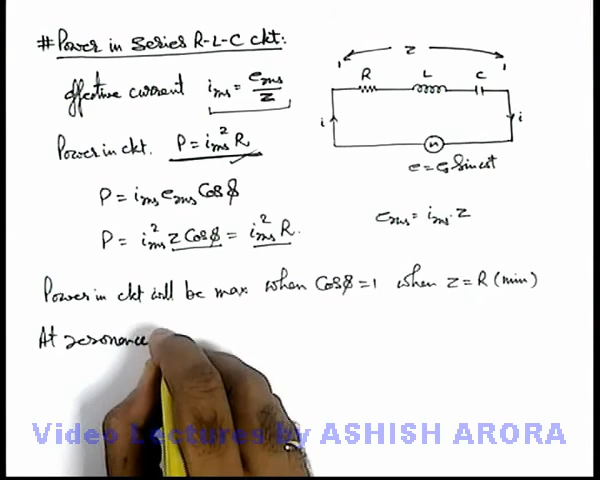 # Power in series R-L-C ckt:
effective current i_rms = e_rms/Z
Power in ckt. P = i_rms² R
P = i_rms e_rms Cos φ
P = i_rms² Z Cos φ = i_rms² R.
Z
R L C
i i
e = e₀ Sin ωt
e_rms = i_rms . Z
Power in ckt will be max when Cos φ = 1 when Z = R (min)
At resonance
Video Lectures by ASHISH ARORA